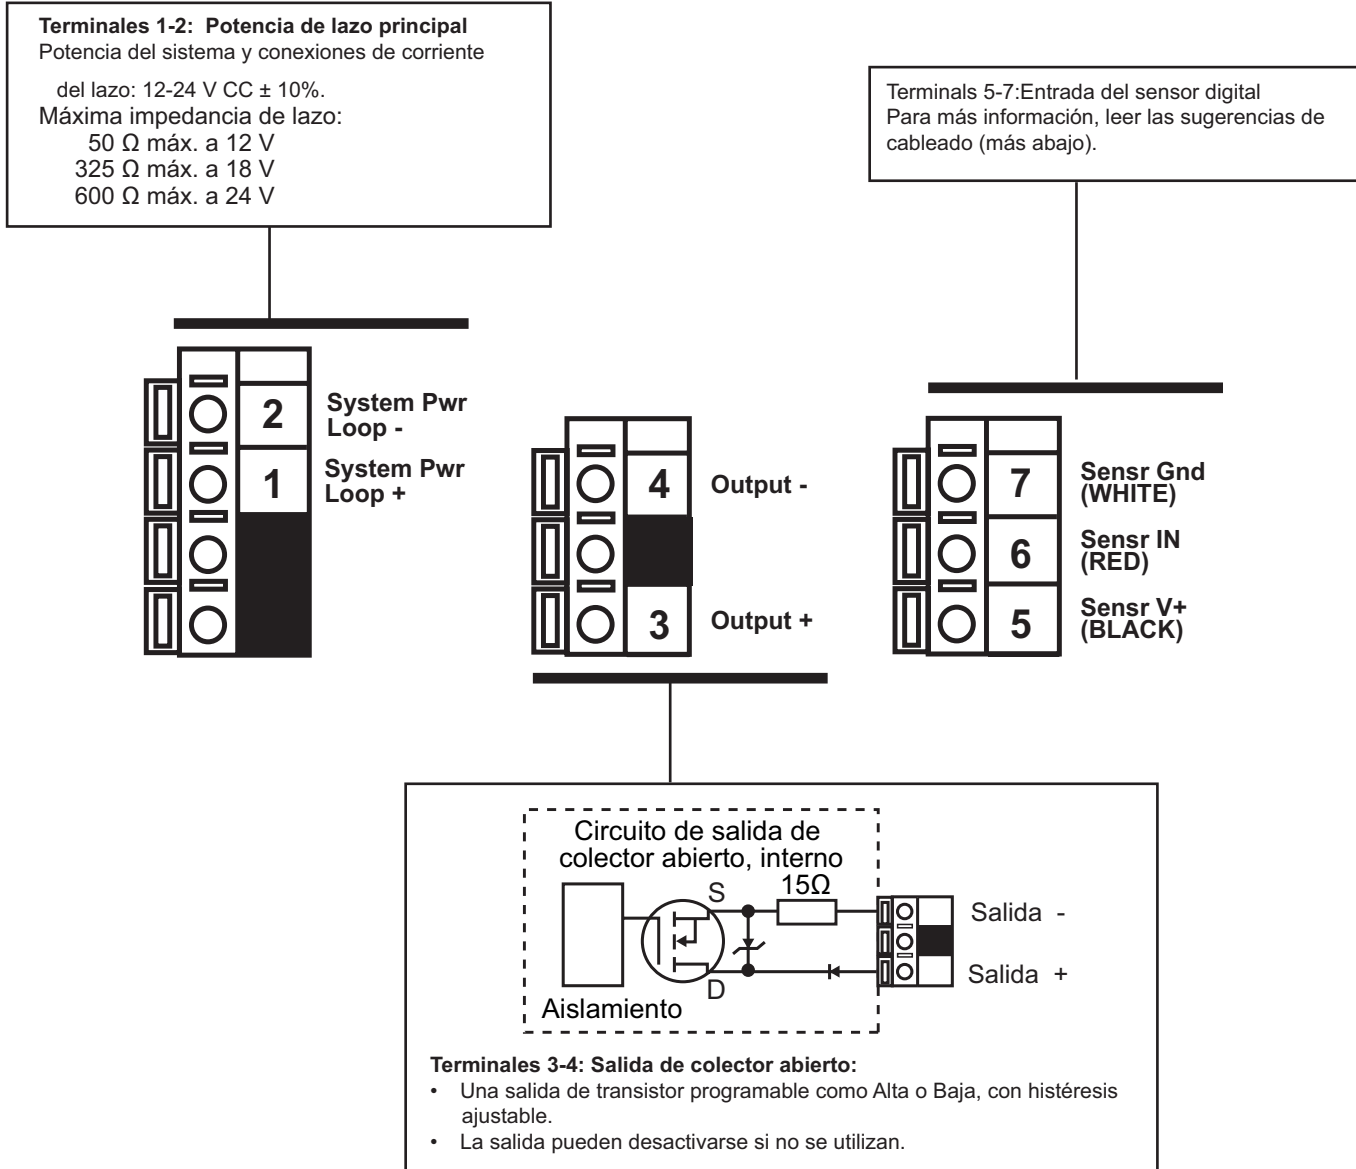 Terminales 1-2:  Potencia de lazo principal
Potencia del sistema y conexiones de corriente
del lazo: 12-24 V CC ± 10%.
Máxima impedancia de lazo:
50 Ω máx. a 12 V
325 Ω máx. a 18 V
600 Ω máx. a 24 V
Terminals 5-7:Entrada del sensor digital
Para más información, leer las sugerencias de
cableado (más abajo).
2
System Pwr
Loop -
1
System Pwr
Loop +
4
Output -
3
Output +
7
Sensr Gnd
(WHITE)
6
Sensr IN
(RED)
5
Sensr V+
(BLACK)
Circuito de salida de
colector abierto, interno
15Ω
S
D
Aislamiento
Salida -
Salida +
Terminales 3-4: Salida de colector abierto:
• Una salida de transistor programable como Alta o Baja, con histéresis
ajustable.
• La salida pueden desactivarse si no se utilizan.